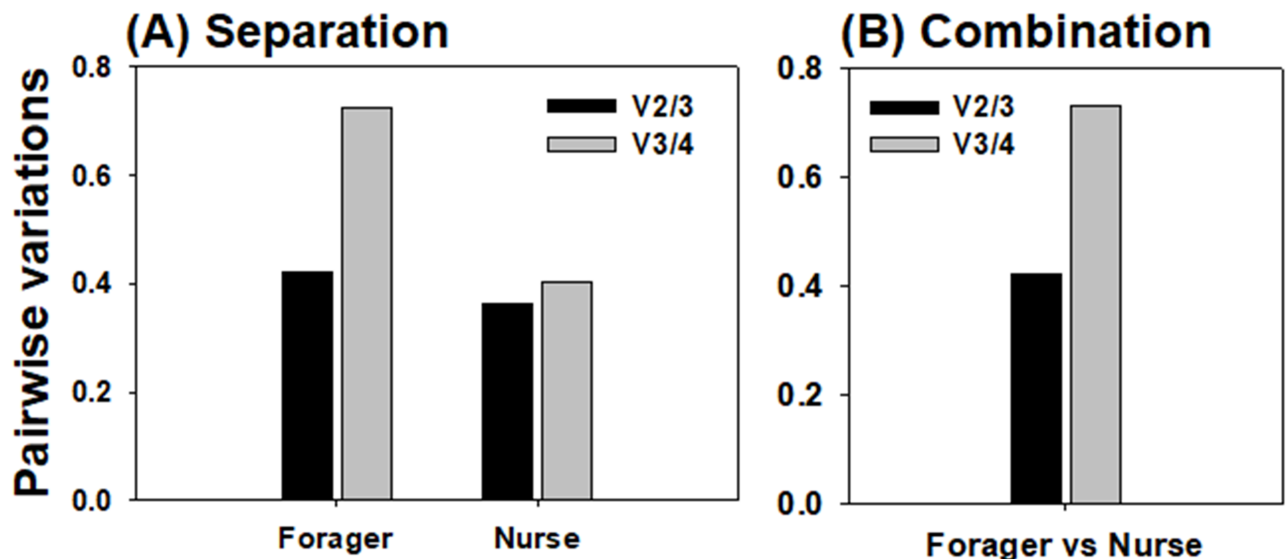 (A) Separation
Pairwise variations
0.8
0.6
0.4
0.2
0.0
V2/3
V3/4
Forager
Nurse
(B) Combination
0.8
0.6
0.4
0.2
0.0
V2/3
V3/4
Forager vs Nurse